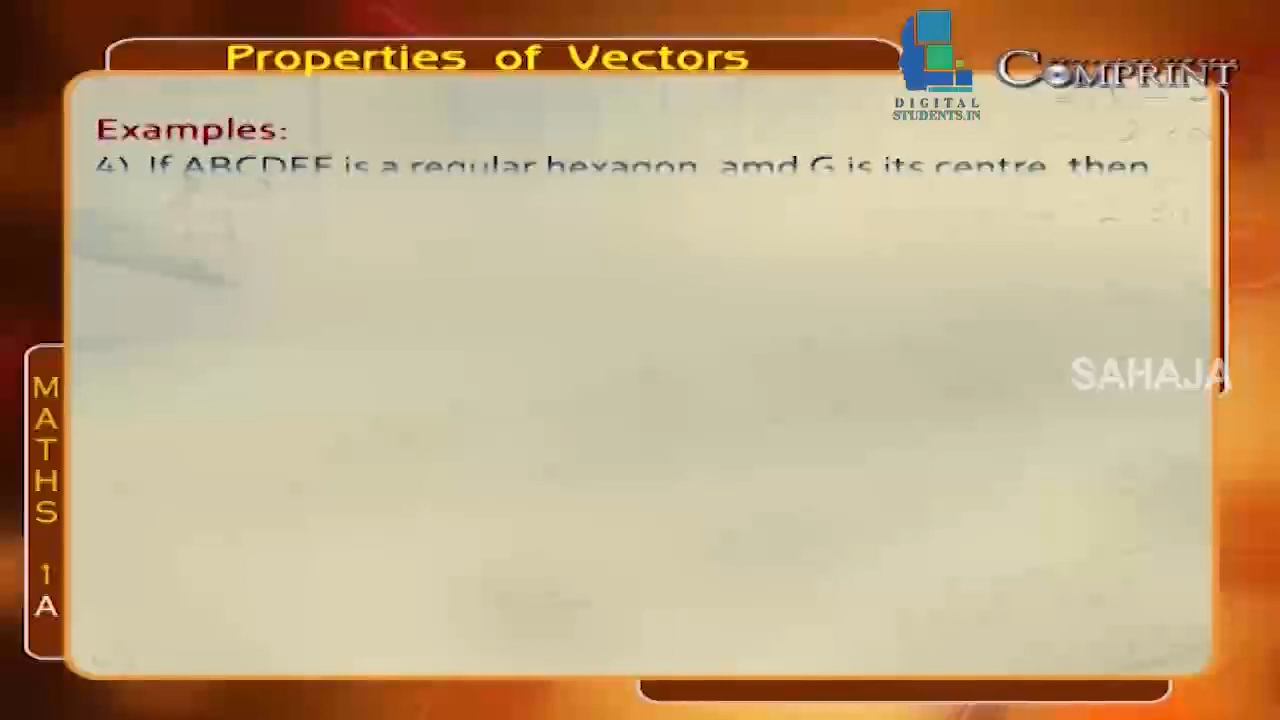 Properties of Vectors
DIGITAL
STUDENTS.IN
COMPRINT
Examples:
4) If ABCDEF is a regular hexagon, amd G is its centre, then
SAHAJA
MATHS 1A